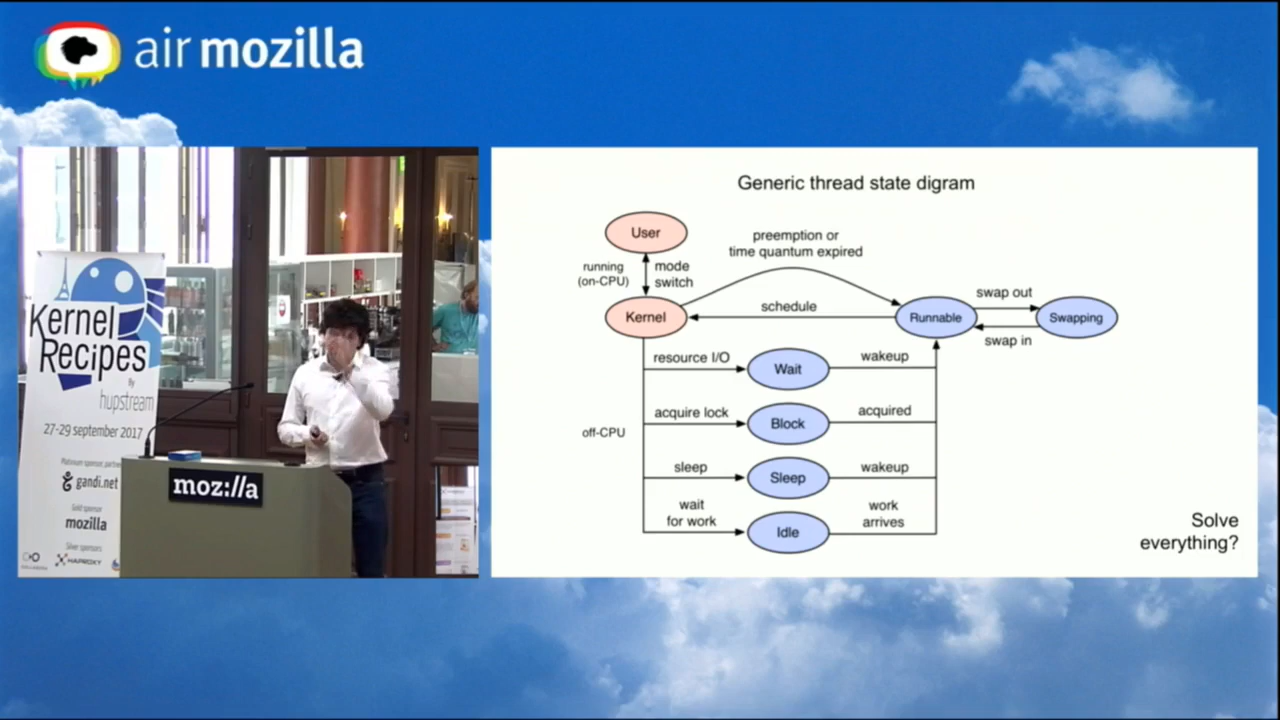 air mozilla
Kernel
Recipes
By
hupstream
27-29 september 2017
Platinum sponsor, partner
gandi.net
Gold sponsor
mozilla
Silver sponsors
HAPROXY
moz://a
Generic thread state digram
User
preemption or
time quantum expired
running
(on-CPU)
mode
switch
swap out
schedule
Kernel
Runnable
Swapping
swap in
resource I/O
Wait
wakeup
acquire lock
Block
acquired
off-CPU
sleep
Sleep
wakeup
wait
for work
Idle
work
arrives
Solve
everything?